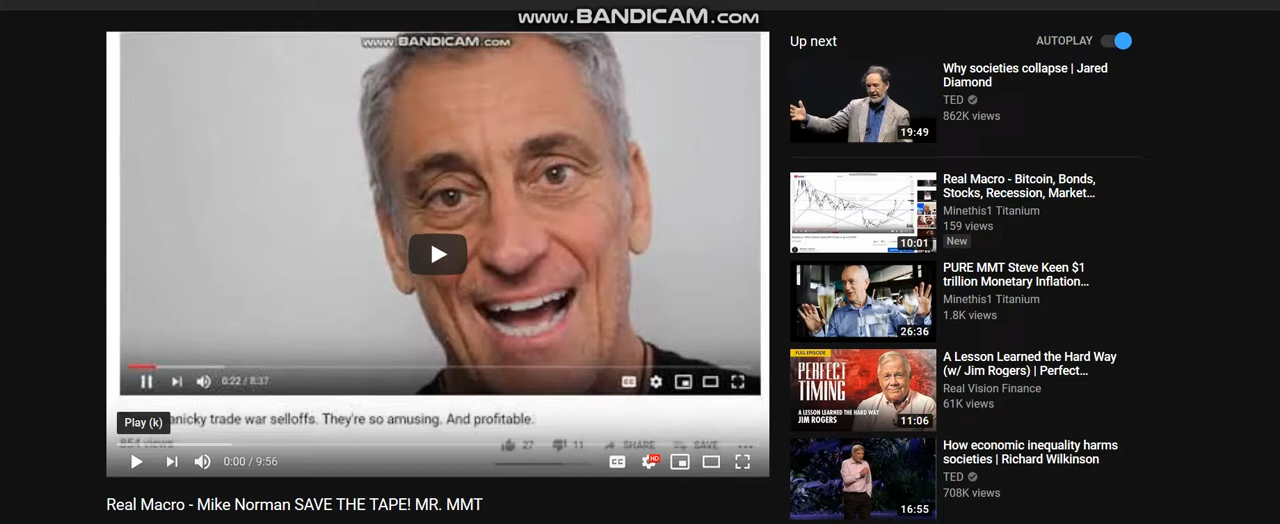 www.BANDICAM.com
www.BANDICAM.com
0:22 / 8:37
CC
Play (k)
anicky trade war selloffs. They're so amusing. And profitable.
854 views
27
11
SHARE
SAVE
0:00 / 9:56
CC
HD
Real Macro - Mike Norman SAVE THE TAPE! MR. MMT
Up next
AUTOPLAY
19:49
Why societies collapse | Jared
Diamond
TED
862K views
10:01
Real Macro - Bitcoin, Bonds,
Stocks, Recession, Market...
Minethis1 Titanium
159 views
New
26:36
PURE MMT Steve Keen $1
trillion Monetary Inflation...
Minethis1 Titanium
1.8K views
FULL EPISODE
PERFECT
TIMING
A LESSON LEARNED THE HARD WAY
JIM ROGERS
11:06
A Lesson Learned the Hard Way
(w/ Jim Rogers) | Perfect...
Real Vision Finance
61K views
16:55
How economic inequality harms
societies | Richard Wilkinson
TED
708K views